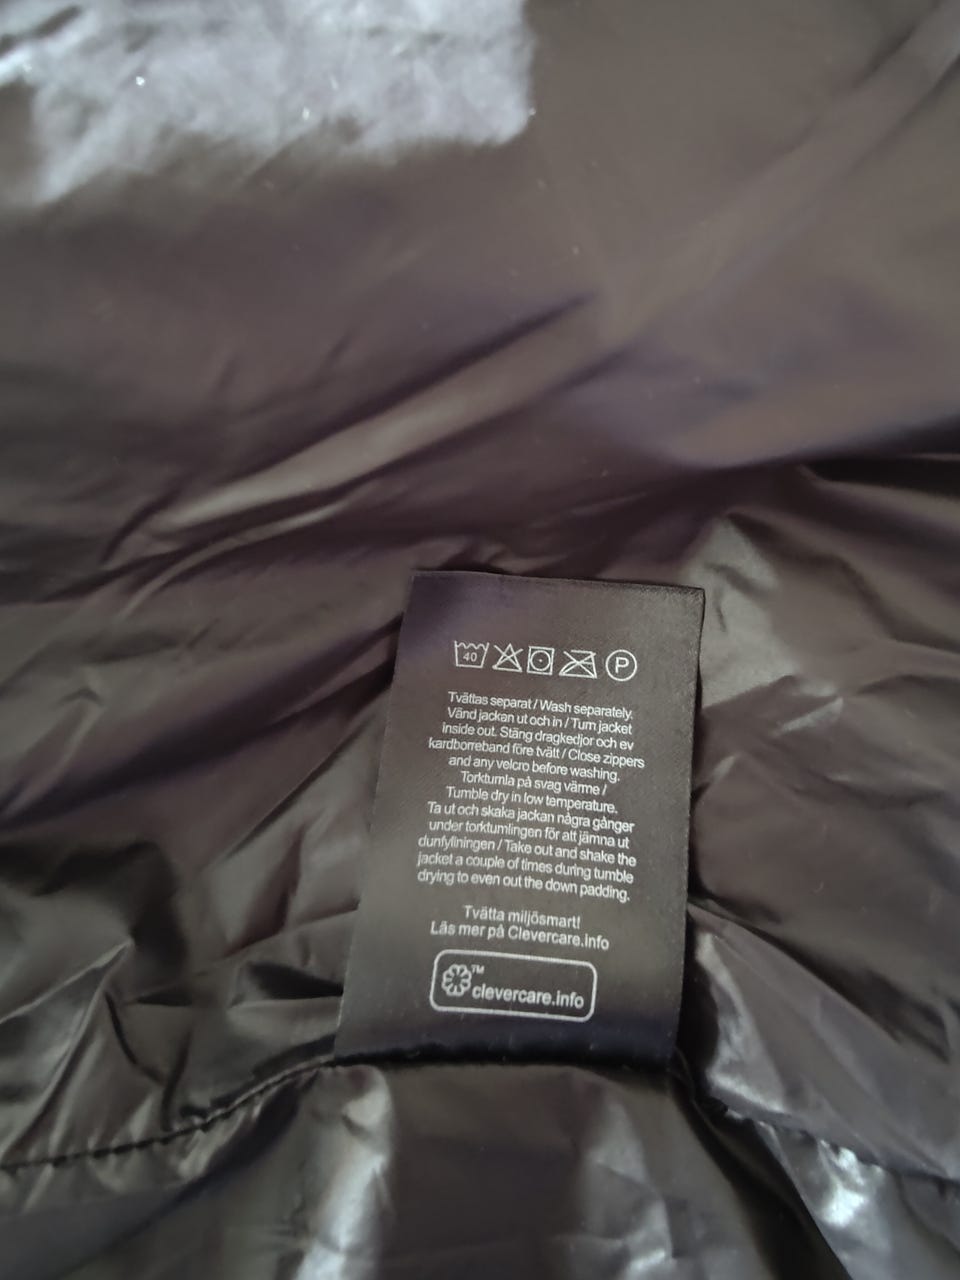 40 P
Tvättas separat / Wash separately.
Vänd jackan ut och in / Turn jacket
inside out. Stäng dragkedjor och ev
kardborreband före tvätt / Close zippers
and any velcro before washing.
Torktumla på svag värme /
Tumble dry in low temperature.
Ta ut och skaka jackan några gånger
under torktumlingen för att jämna ut
dunfyllningen / Take out and shake the
jacket a couple of times during tumble
drying to even out the down padding.
Tvätta miljösmart!
Läs mer på Clevercare.info
TM
clevercare.info